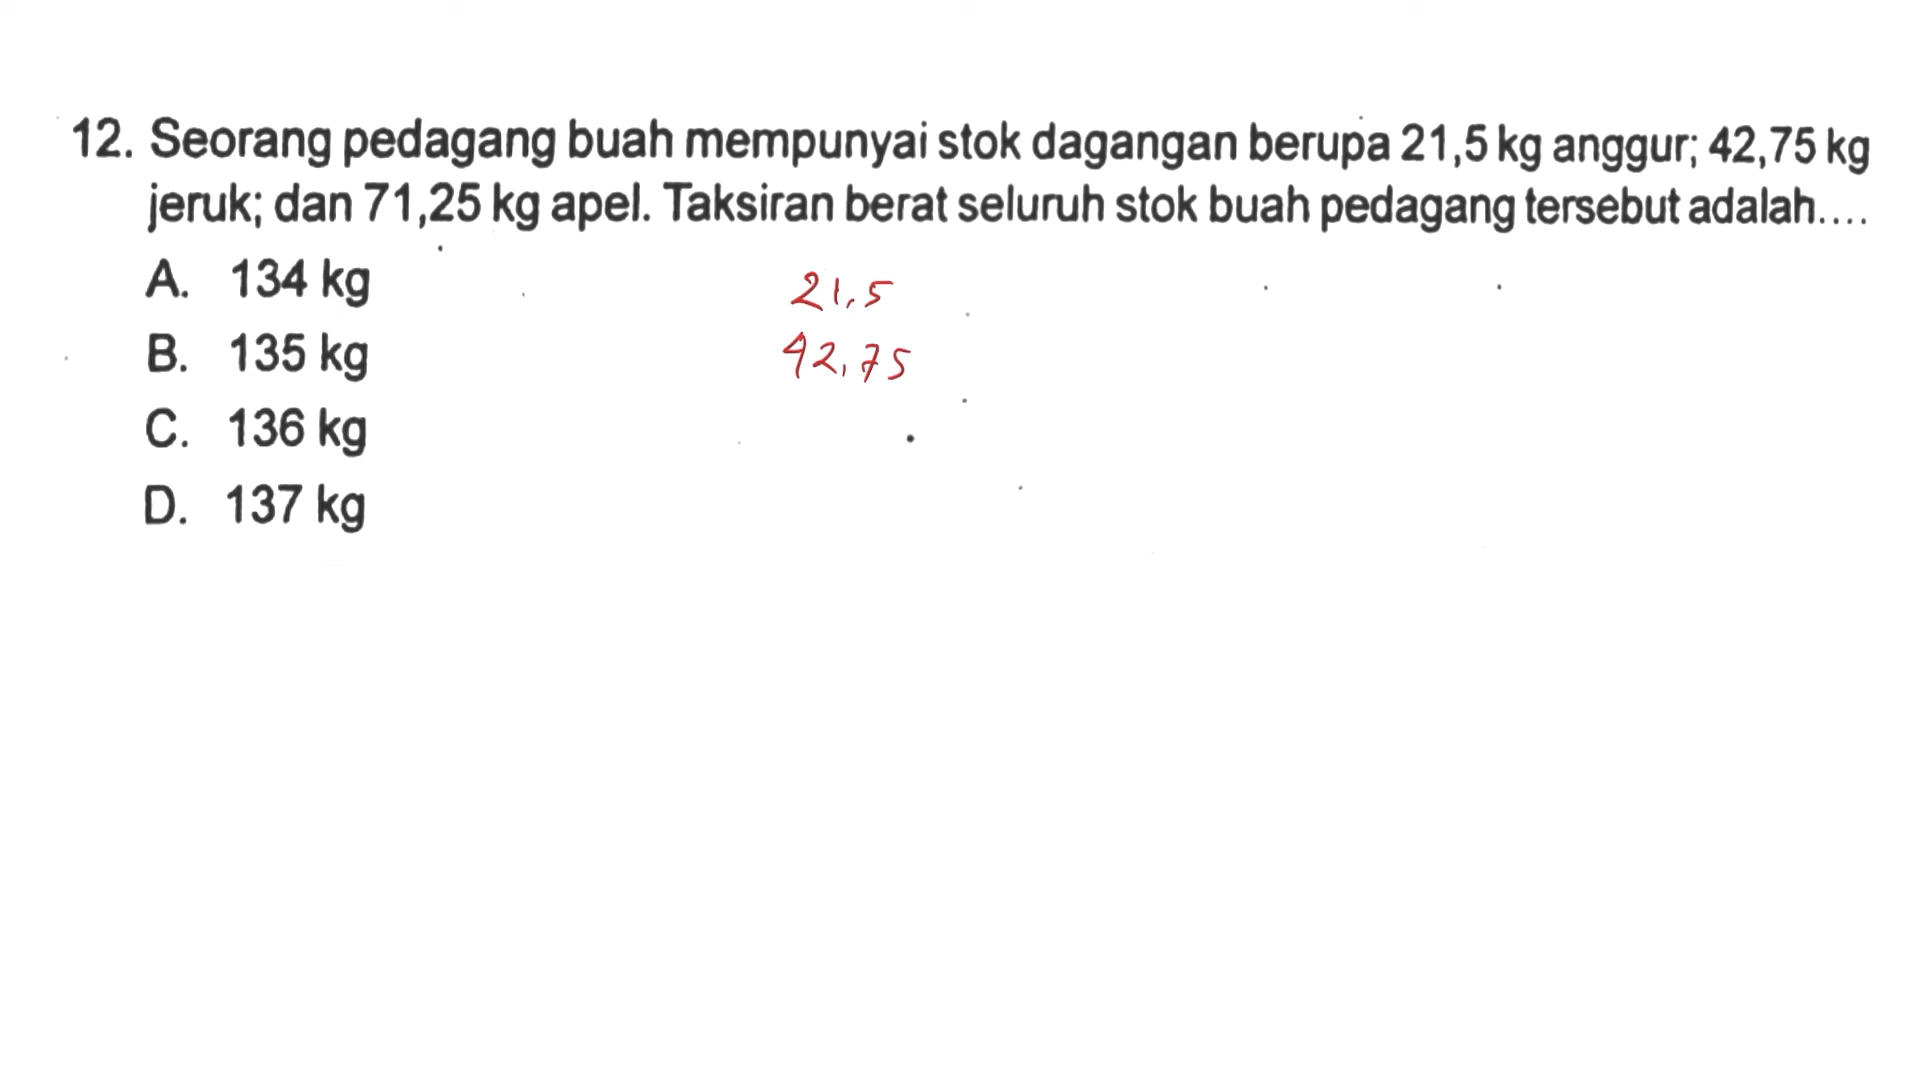 12. Seorang pedagang buah mempunyai stok dagangan berupa 21,5 kg anggur; 42,75 kg
jeruk; dan 71,25 kg apel. Taksiran berat seluruh stok buah pedagang tersebut adalah....
A. 134 kg
21,5
B. 135 kg
42,75
C. 136 kg
D. 137 kg